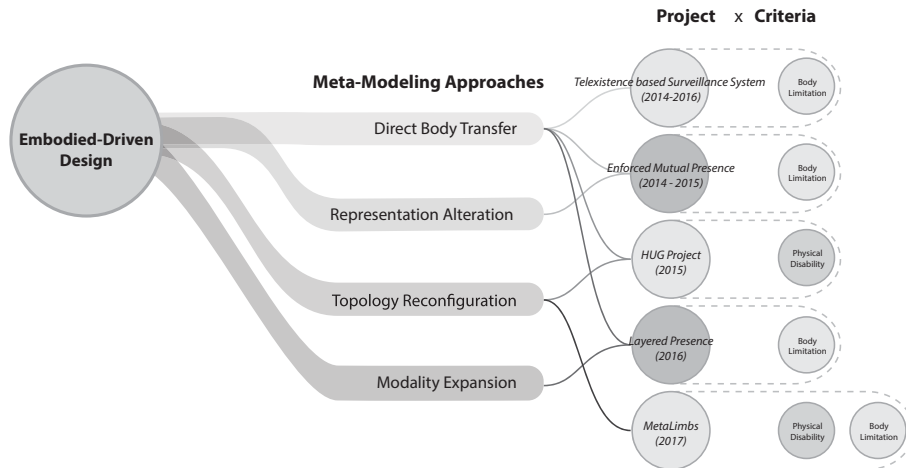 Project x Criteria
Meta-Modeling Approaches
Embodied-Driven
Design
Direct Body Transfer
Representation Alteration
Topology Reconfiguration
Modality Expansion
Telexistence based Surveillance System
(2014-2016)
Body
Limitation
Enforced Mutual Presence
(2014 - 2015)
Body
Limitation
HUG Project
(2015)
Physical
Disability
Layered Presence
(2016)
Body
Limitation
MetaLimbs
(2017)
Physical
Disability
Body
Limitation